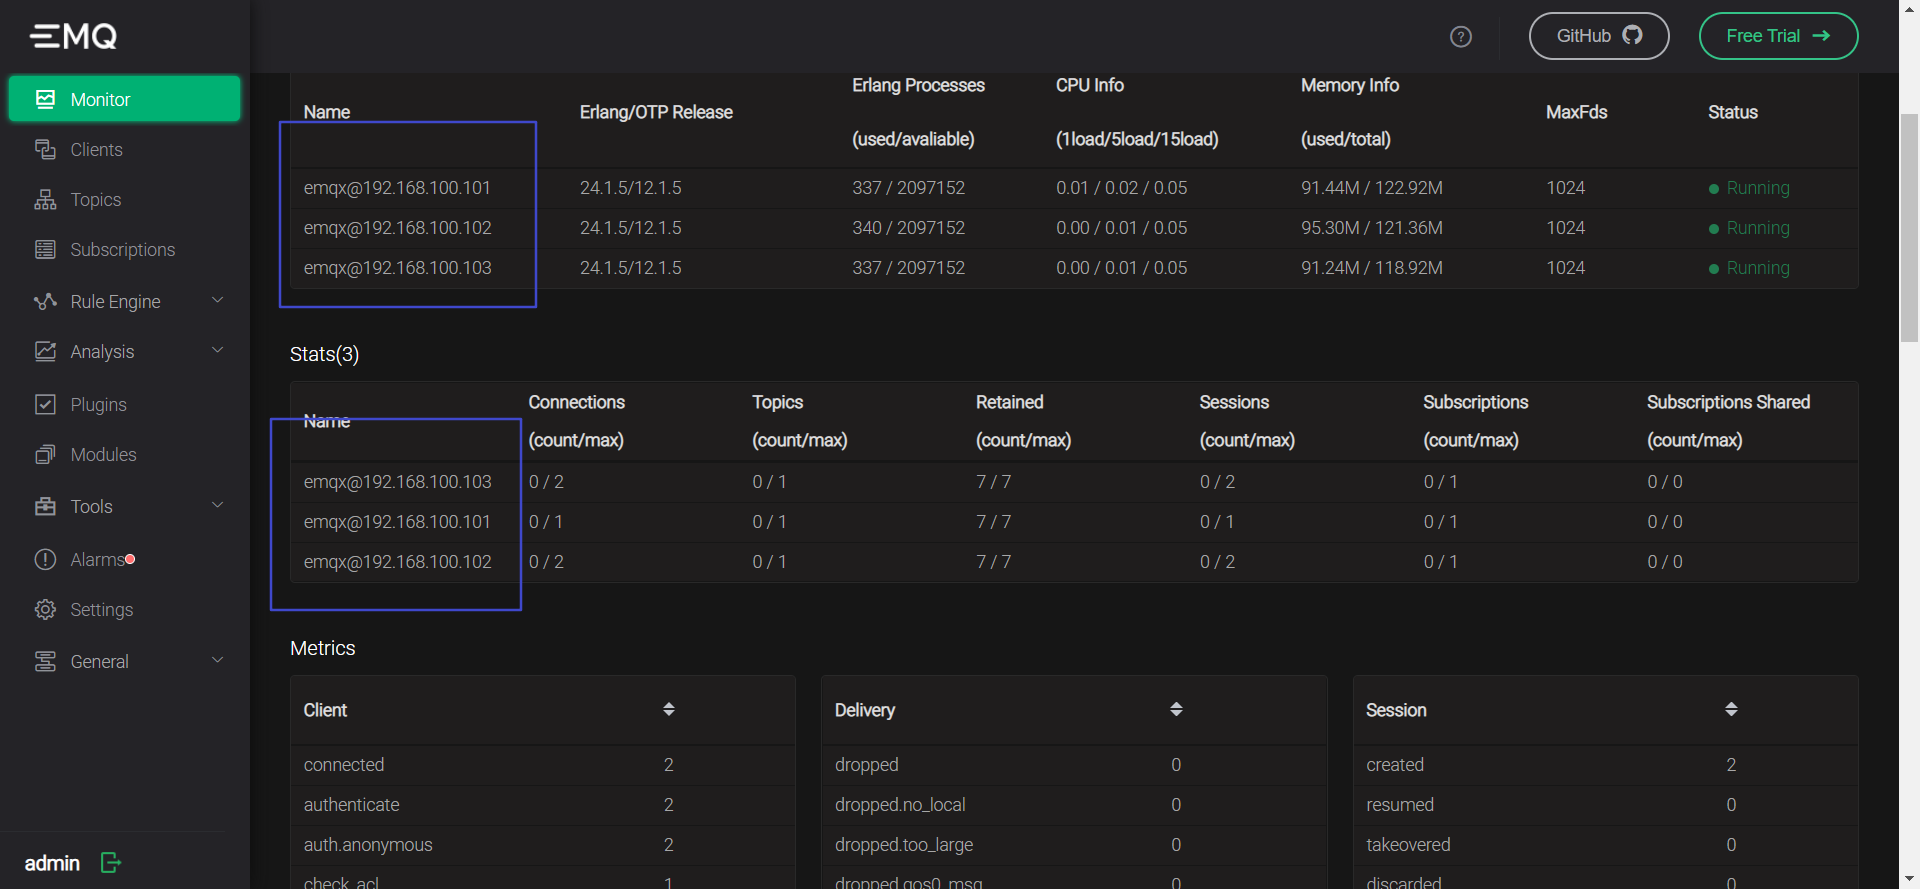 EMQ
GitHub
Free Trial
Monitor
Clients
Topics
Subscriptions
Rule Engine
Analysis
Plugins
Modules
Tools
Alarms
Settings
General
admin
Name Erlang/OTP Release Erlang Processes (used/avaliable) CPU Info (1load/5load/15load) Memory Info (used/total) MaxFds Status
emqx@192.168.100.101 24.1.5/12.1.5 337 / 2097152 0.01 / 0.02 / 0.05 91.44M / 122.92M 1024 Running
emqx@192.168.100.102 24.1.5/12.1.5 340 / 2097152 0.00 / 0.01 / 0.05 95.30M / 121.36M 1024 Running
emqx@192.168.100.103 24.1.5/12.1.5 337 / 2097152 0.00 / 0.01 / 0.05 91.24M / 118.92M 1024 Running
Stats(3)
Name Connections (count/max) Topics (count/max) Retained (count/max) Sessions (count/max) Subscriptions (count/max) Subscriptions Shared (count/max)
emqx@192.168.100.103 0 / 2 0 / 1 7 / 7 0 / 2 0 / 1 0 / 0
emqx@192.168.100.101 0 / 1 0 / 1 7 / 7 0 / 1 0 / 1 0 / 0
emqx@192.168.100.102 0 / 2 0 / 1 7 / 7 0 / 2 0 / 1 0 / 0
Metrics
Client
connected 2
authenticate 2
auth.anonymous 2
check_acl 1
Delivery
dropped 0
dropped.no_local 0
dropped.too_large 0
dropped.qos0_msg 0
Session
created 2
resumed 0
takeovered 0
discarded 0